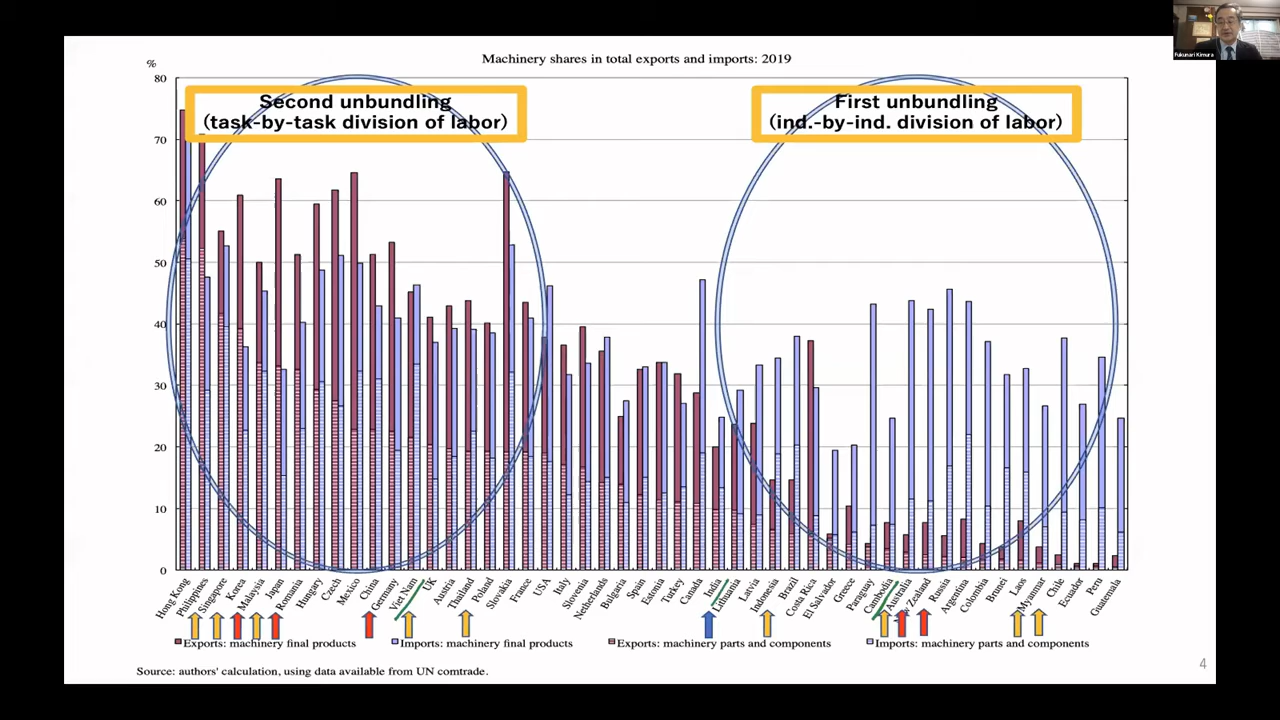 Fukunari Kimura
Machinery shares in total exports and imports: 2019
%
80
70
60
50
40
30
20
10
0
Second unbundling
(task-by-task division of labor)
First unbundling
(ind.-by-ind. division of labor)
Hong Kong
Philippines
Singapore
Korea
Malaysia
Japan
Romania
Hungary
Czech
Mexico
China
Germany
Viet Nam
UK
Austria
Thailand
Poland
Slovakia
France
USA
Italy
Slovenia
Netherlands
Bulgaria
Spain
Estonia
Turkey
Canada
India
Lithuania
Latvia
Indonesia
Brazil
Costa Rica
El Salvador
Greece
Paraguay
Cambodia
Australia
New Zealand
Russia
Argentina
Colombia
Brunei
Laos
Myanmar
Chile
Ecuador
Peru
Guatemala
Exports: machinery final products
Imports: machinery final products
Exports: machinery parts and components
Imports: machinery parts and components
Source: authors' calculation, using data available from UN comtrade.
4